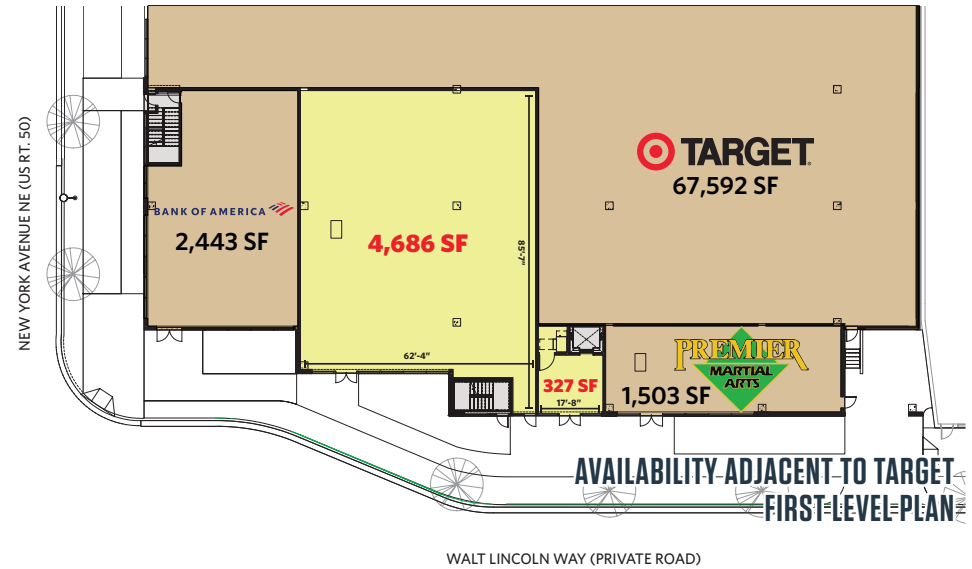 NEW YORK AVENUE NE (US RT. 50)
BANK OF AMERICA
2,443 SF
4,686 SF
85'-7"
62'-4"
TARGET
67,592 SF
327 SF
17'-8"
PREMIER
MARTIAL
ARTS
1,503 SF
AVAILABILITY ADJACENT TO TARGET
FIRST LEVEL PLAN
WALT LINCOLN WAY (PRIVATE ROAD)